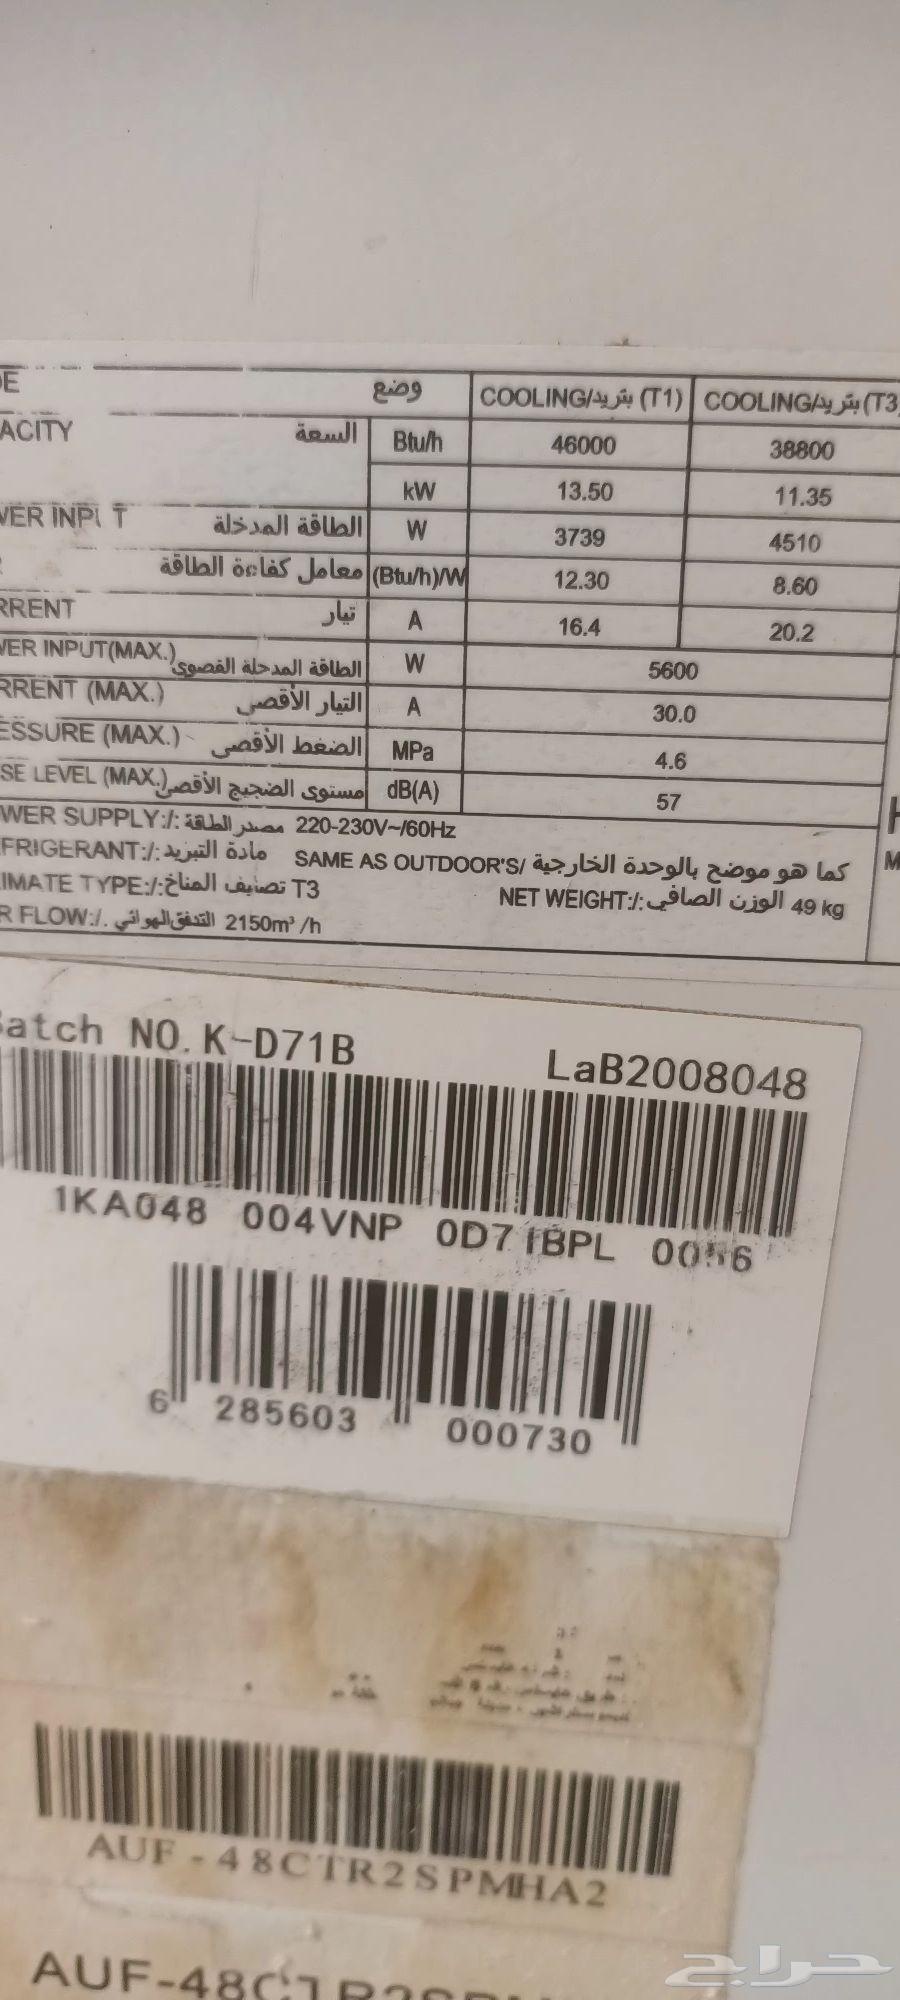 DE وضع COOLING/تبريد (T1) COOLING/تبريد (T3)
ACITY السعة Btu/h 46000 38800
kW 13.50 11.35
WER INPU T الطاقة المدخلة W 3739 4510
معامل كفاءة الطاقة (Btu/h)/W 12.30 8.60
RRENT تيار A 16.4 20.2
WER INPUT(MAX.) الطاقة المدخلة القصوى W 5600
RRENT (MAX.) التيار الأقصى A 30.0
ESSURE (MAX.) الضغط الأقصى MPa 4.6
SE LEVEL (MAX.) مستوى الضجيج الأقصى dB(A) 57
WER SUPPLY:/: مصدر الطاقة 220-230V~/60Hz
FRIGERANT:/: مادة التبريد SAME AS OUTDOOR'S/ كما هو موضح بالوحدة الخارجية
IMATE TYPE:/: تصنيف المناخ T3 NET WEIGHT:/: الوزن الصافي 49 kg
R FLOW:/. التدفق الهوائي 2150m³ /h
H
M
Batch NO. K-D71B LaB2008048
1KA048 004VNP 0D71BPL 0056
6 285603 000730
AUF-48CTR2SPMHA2
AUF-48CTR2SPM
حراج